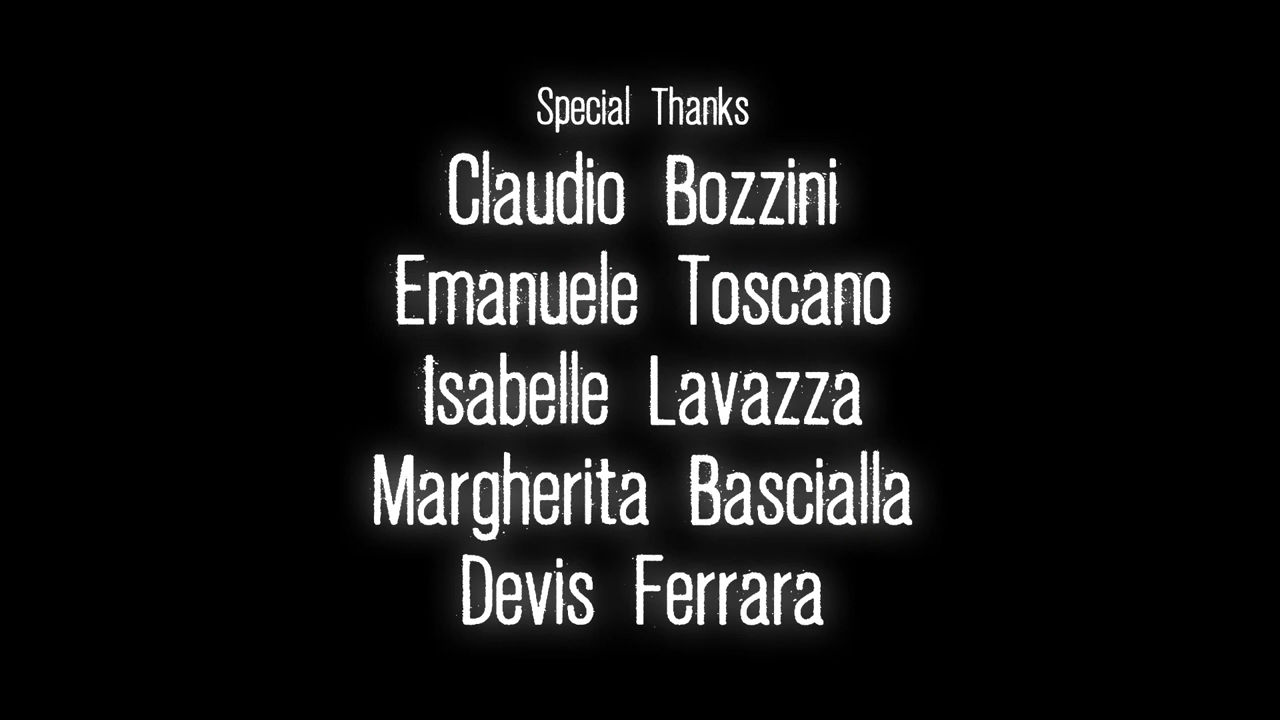 Special Thanks
Claudio Bozzini
Emanuele Toscano
Isabelle Lavazza
Margherita Bascialla
Devis Ferrara